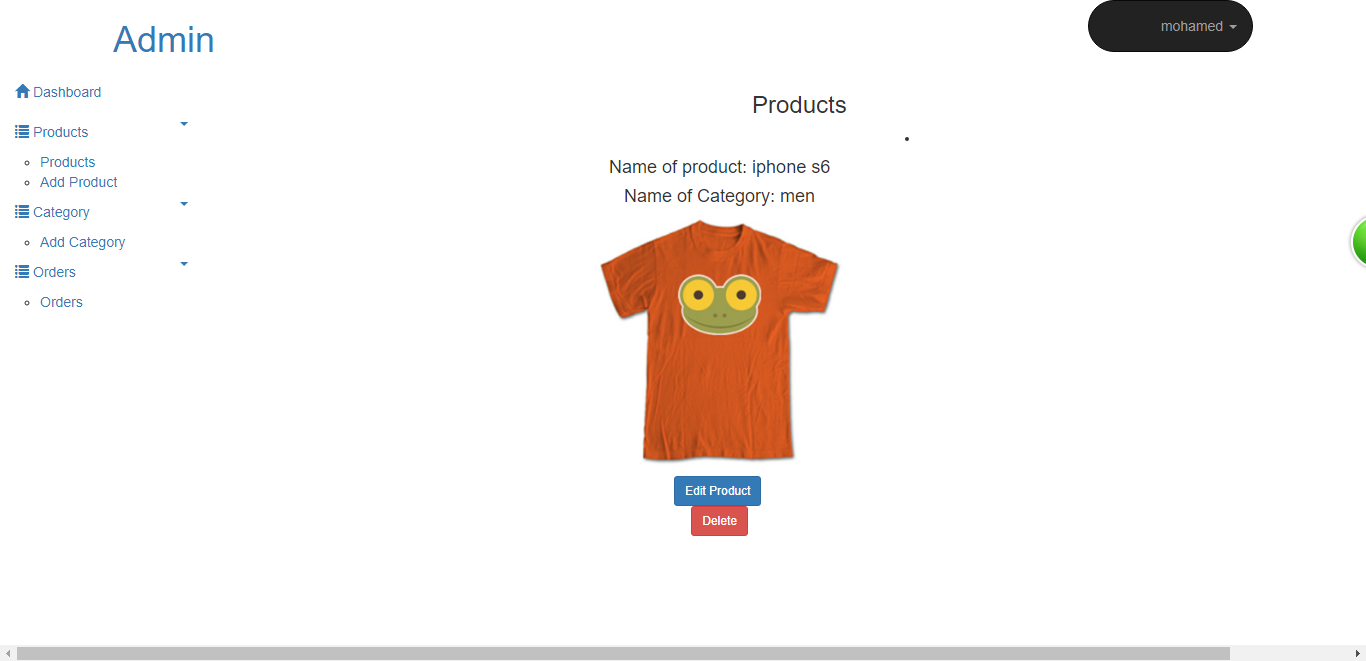 Admin
mohamed
Dashboard
Products
Products
Add Product
Category
Add Category
Orders
Orders
Products
Name of product: iphone s6
Name of Category: men
Edit Product
Delete